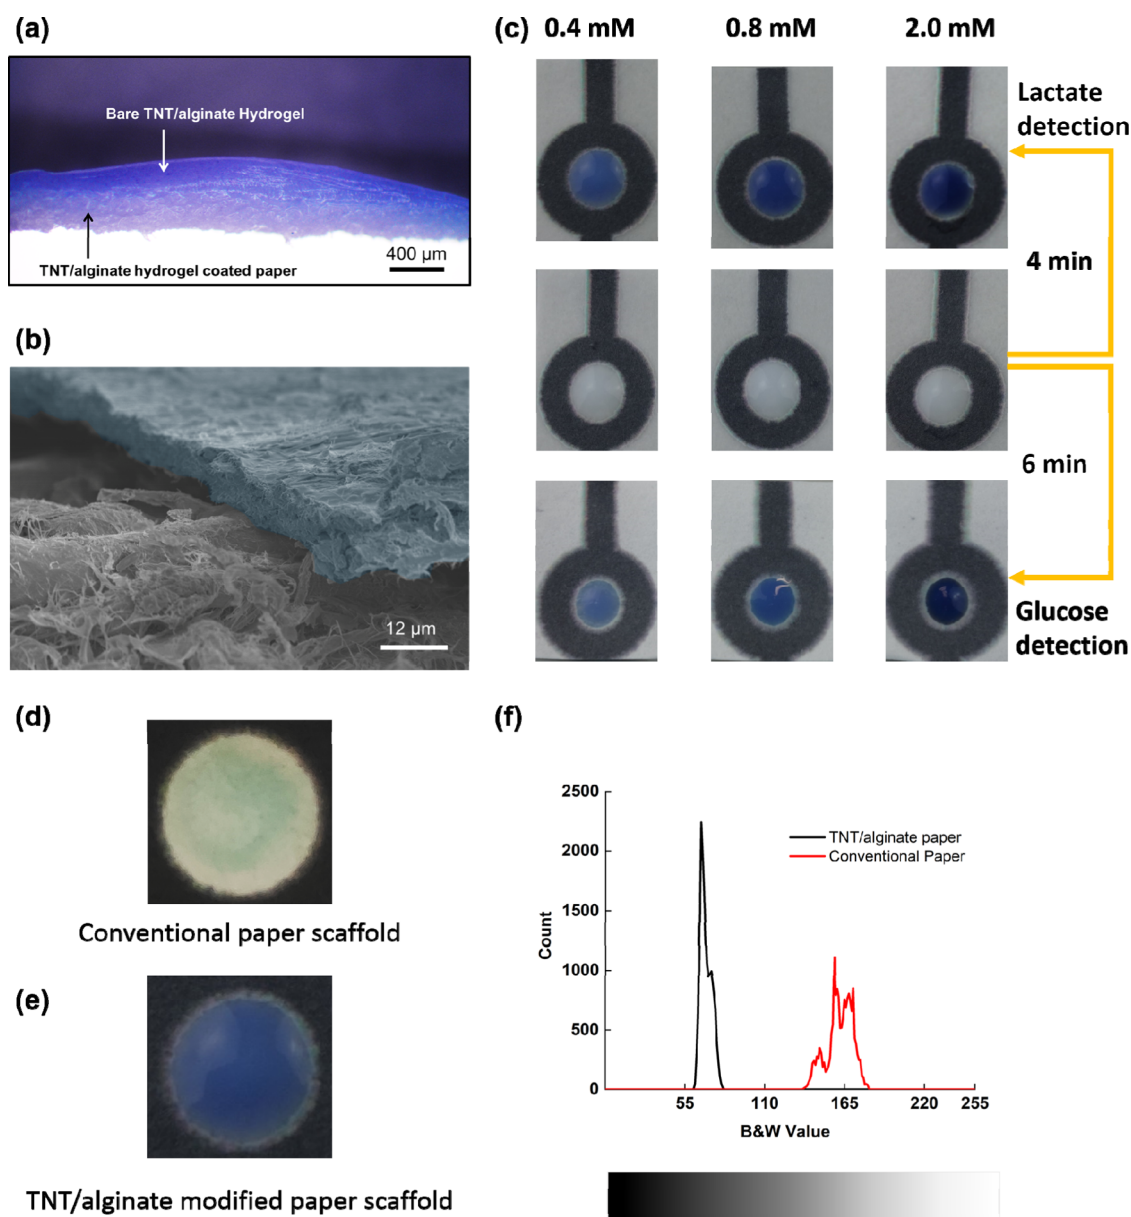 (a)
Bare TNT/alginate Hydrogel
TNT/alginate hydrogel coated paper
400 μm
(b)
12 μm
(c)
0.4 mM
0.8 mM
2.0 mM
Lactate
detection
4 min
6 min
Glucose
detection
(d)
Conventional paper scaffold
(e)
TNT/alginate modified paper scaffold
(f)
2500
2000
1500
1000
500
0
Count
TNT/alginate paper
Conventional Paper
55
110
165
220
255
B&W Value